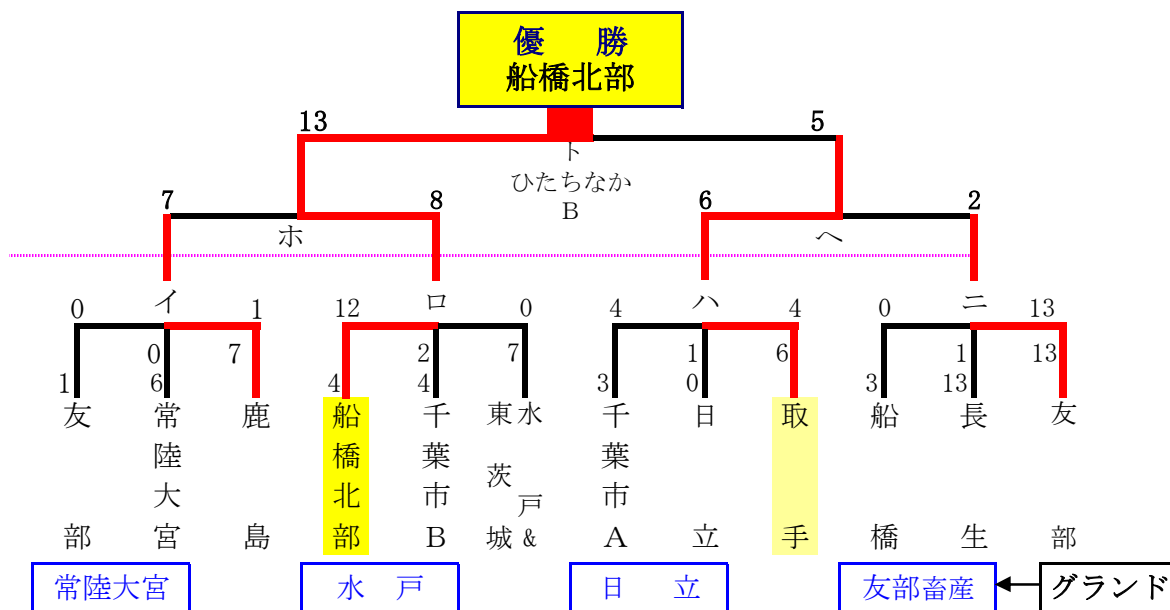 優　勝
船橋北部
13
5
ト
ひたちなか
B
7
8
6
2
ホ
ヘ
イ
ロ
ハ
ニ
0
1
12
0
4
4
0
13
0
7
2
7
1
6
1
13
1
6
4
4
3
0
3
13
友部
常陸大宮
鹿島
船橋北部
千葉市B
水戸&
東茨城
千葉市A
日立
取手
船橋
長生
友部
常陸大宮
水　戸
日　立
友部畜産
グランド